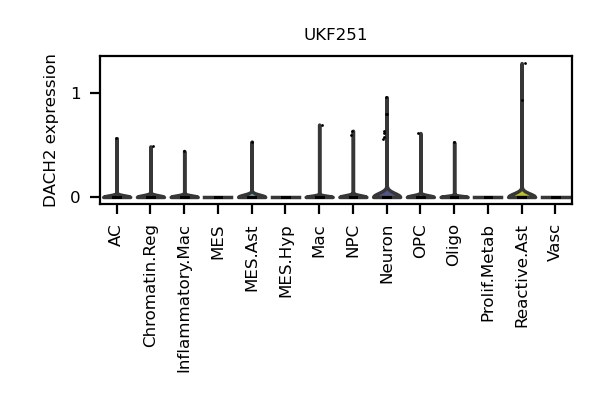 UKF251
DACH2 expression
1
0
AC
Chromatin.Reg
Inflammatory.Mac
MES
MES.Ast
MES.Hyp
Mac
NPC
Neuron
OPC
Oligo
Prolif.Metab
Reactive.Ast
Vasc